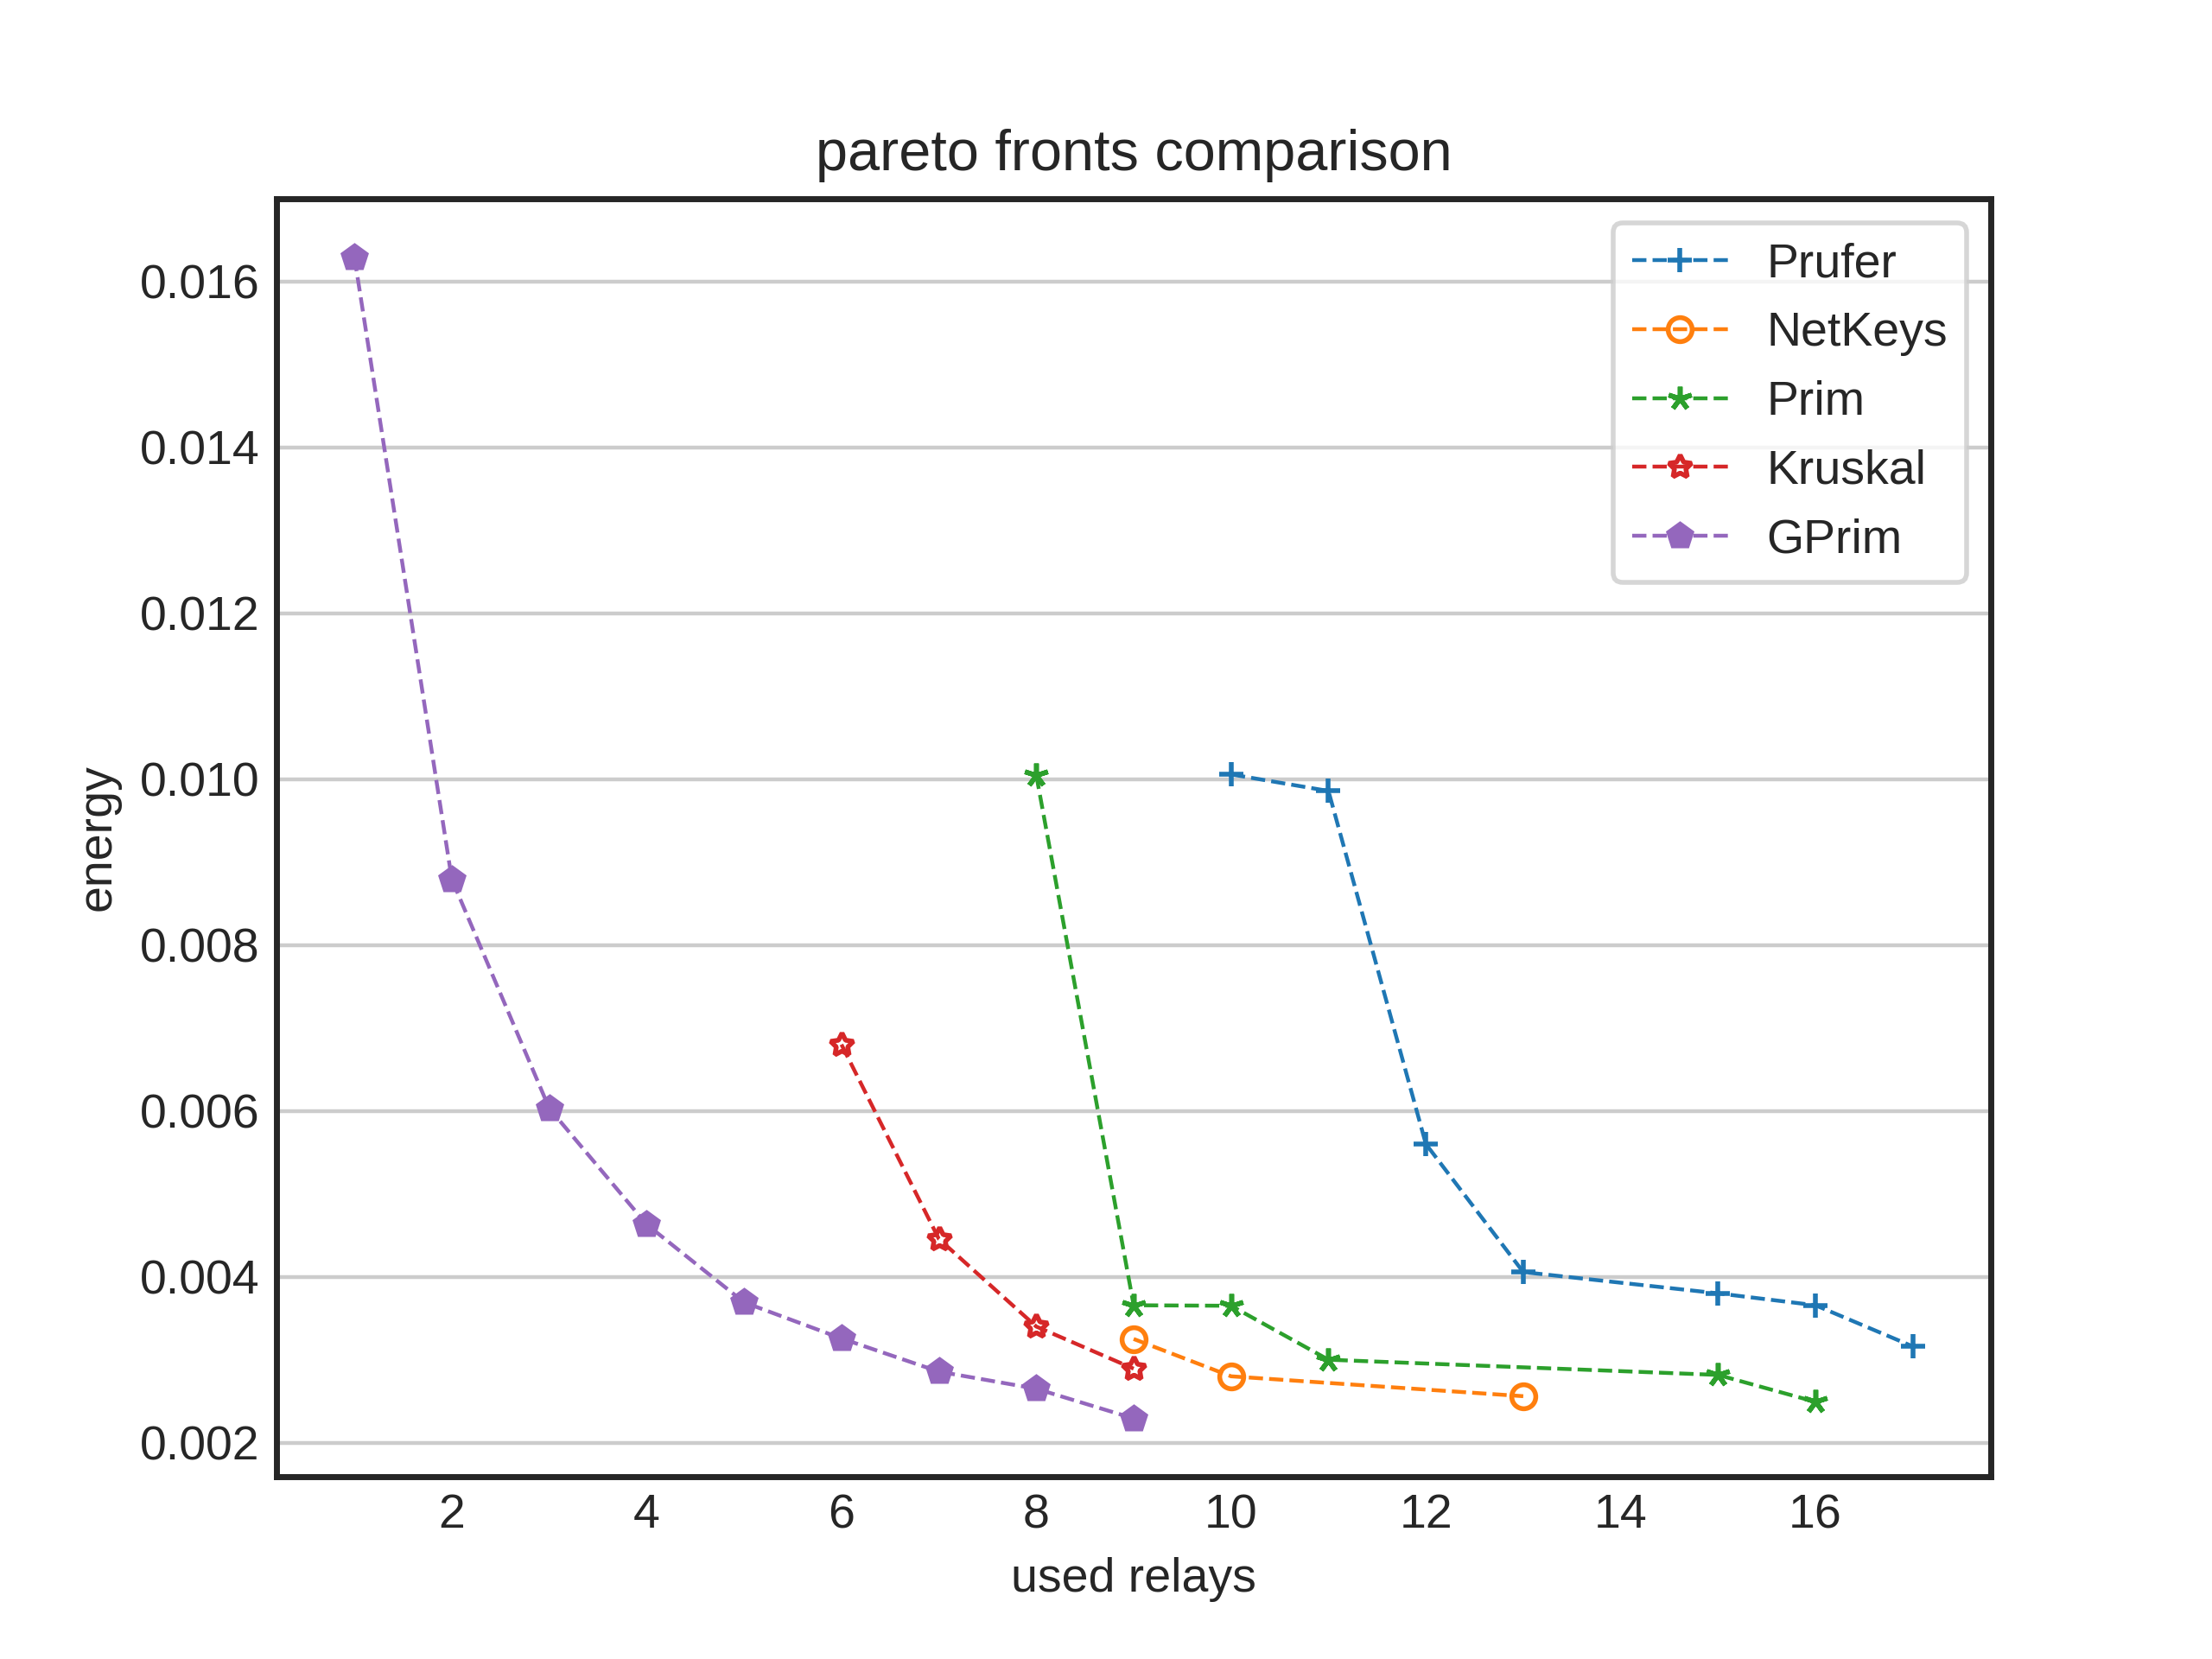 pareto fronts comparison
Prufer
NetKeys
Prim
Kruskal
GPrim
energy
0.016
0.014
0.012
0.010
0.008
0.006
0.004
0.002
2 4 6 8 10 12 14 16
used relays